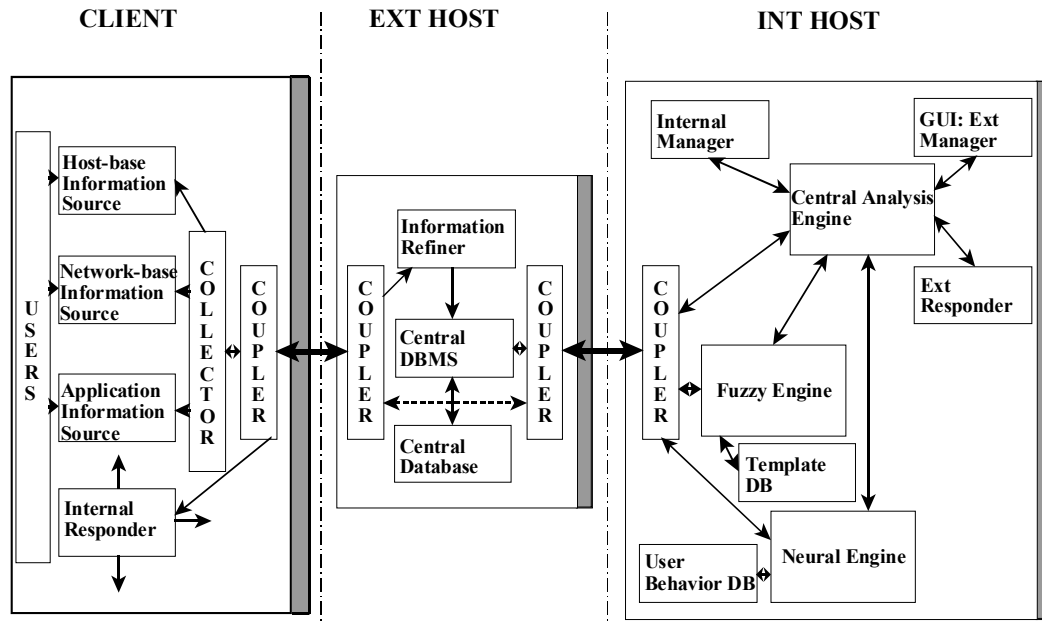 CLIENT
EXT HOST
INT HOST
USERS
Host-base
Information
Source
Network-base
Information
Source
Application
Information
Source
Internal
Responder
COLLECTOR
COUPLER
COUPLER
Information
Refiner
Central
DBMS
Central
Database
COUPLER
COUPLER
Internal
Manager
GUI: Ext
Manager
Central Analysis
Engine
Ext
Responder
Fuzzy Engine
Template
DB
Neural Engine
User
Behavior DB